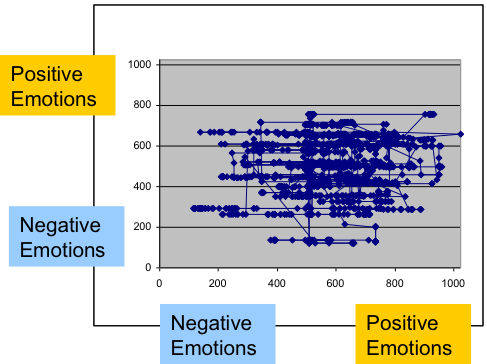 Positive
Emotions
Negative
Emotions
1000
800
600
400
200
0
0 200 400 600 800 1000
Negative
Emotions
Positive
Emotions